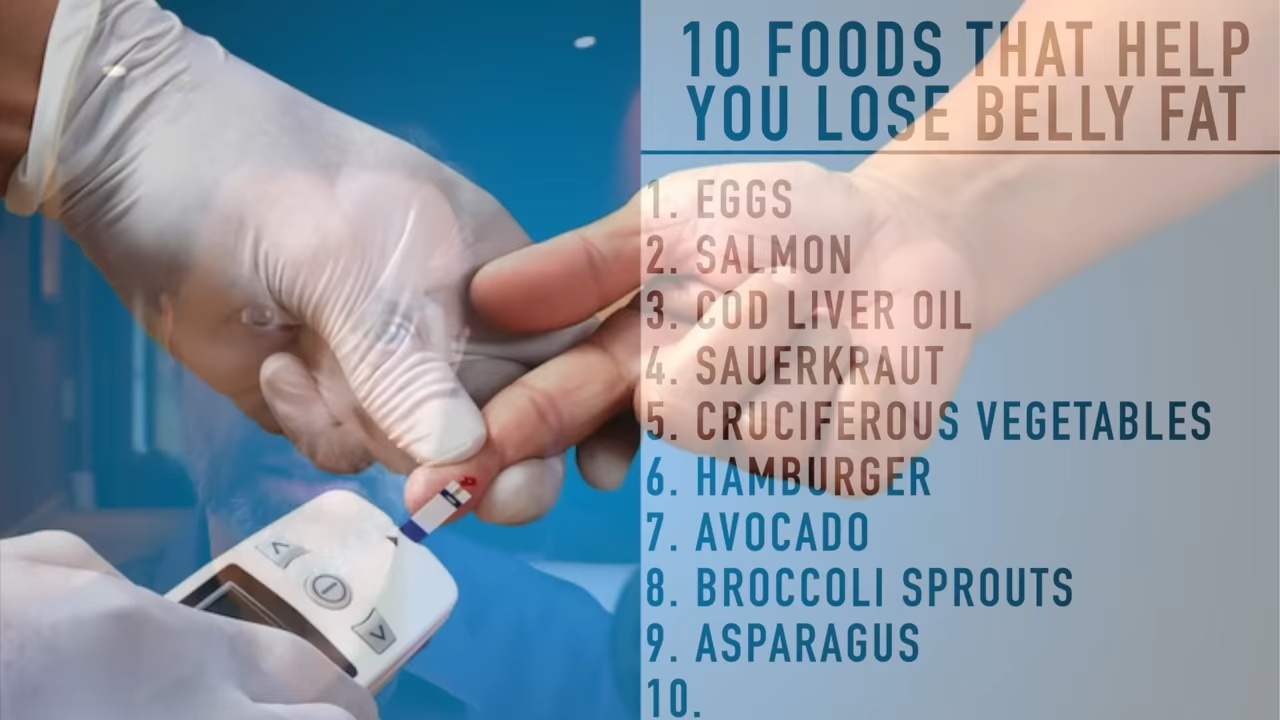 10 FOODS THAT HELP
YOU LOSE BELLY FAT
1. EGGS
2. SALMON
3. COD LIVER OIL
4. SAUERKRAUT
5. CRUCIFEROUS VEGETABLES
6. HAMBURGER
7. AVOCADO
8. BROCCOLI SPROUTS
9. ASPARAGUS
10.